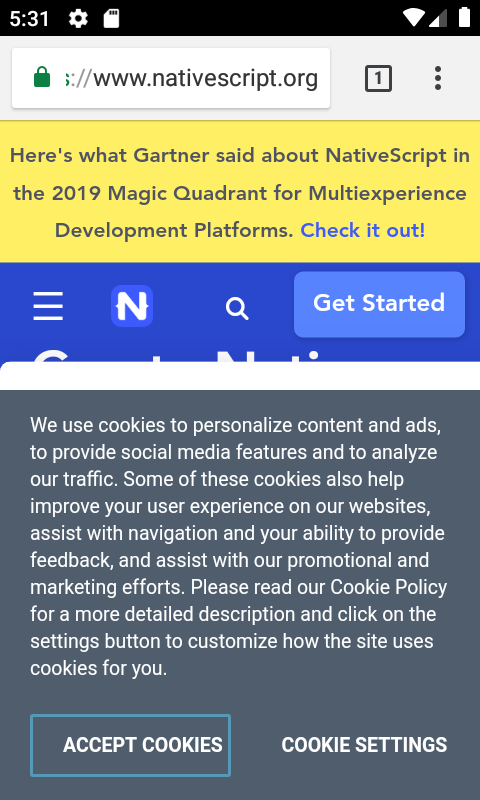 5:31
s://www.nativescript.org
1
Here's what Gartner said about NativeScript in
the 2019 Magic Quadrant for Multiexperience
Development Platforms. Check it out!
N
Get Started
We use cookies to personalize content and ads,
to provide social media features and to analyze
our traffic. Some of these cookies also help
improve your user experience on our websites,
assist with navigation and your ability to provide
feedback, and assist with our promotional and
marketing efforts. Please read our Cookie Policy
for a more detailed description and click on the
settings button to customize how the site uses
cookies for you.
ACCEPT COOKIES
COOKIE SETTINGS